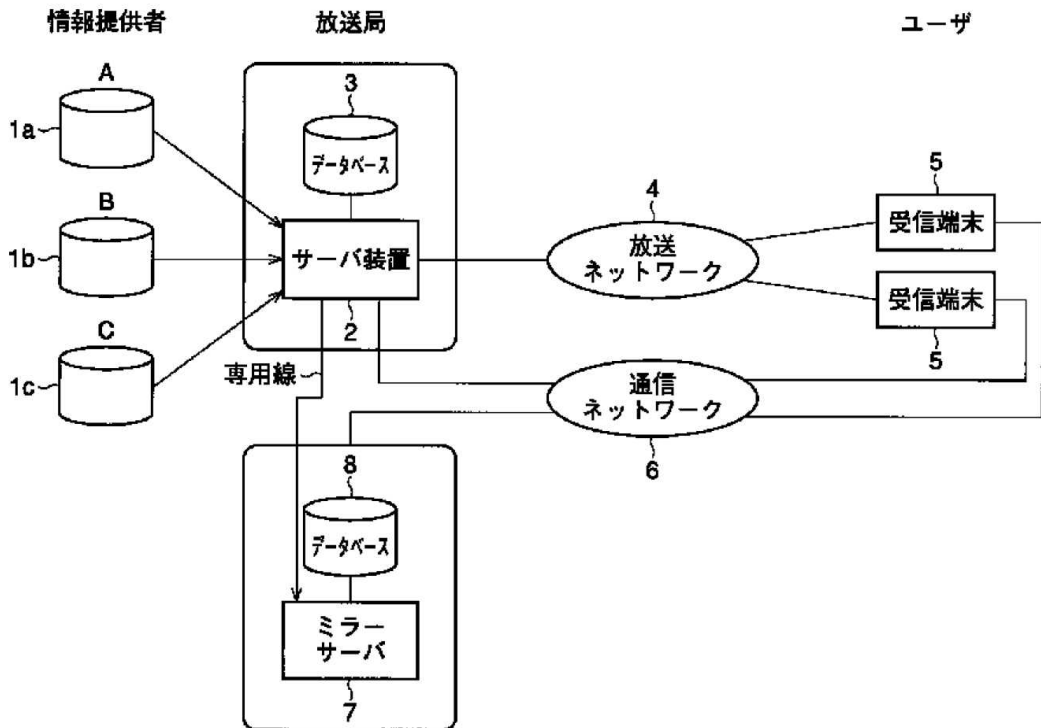 情報提供者
放送局
ユーザ
A
1a
B
1b
C
1c
3
データベース
サーバ装置
2
専用線
4
放送
ネットワーク
5
受信端末
受信端末
5
通信
ネットワーク
6
8
データベース
ミラー
サーバ
7